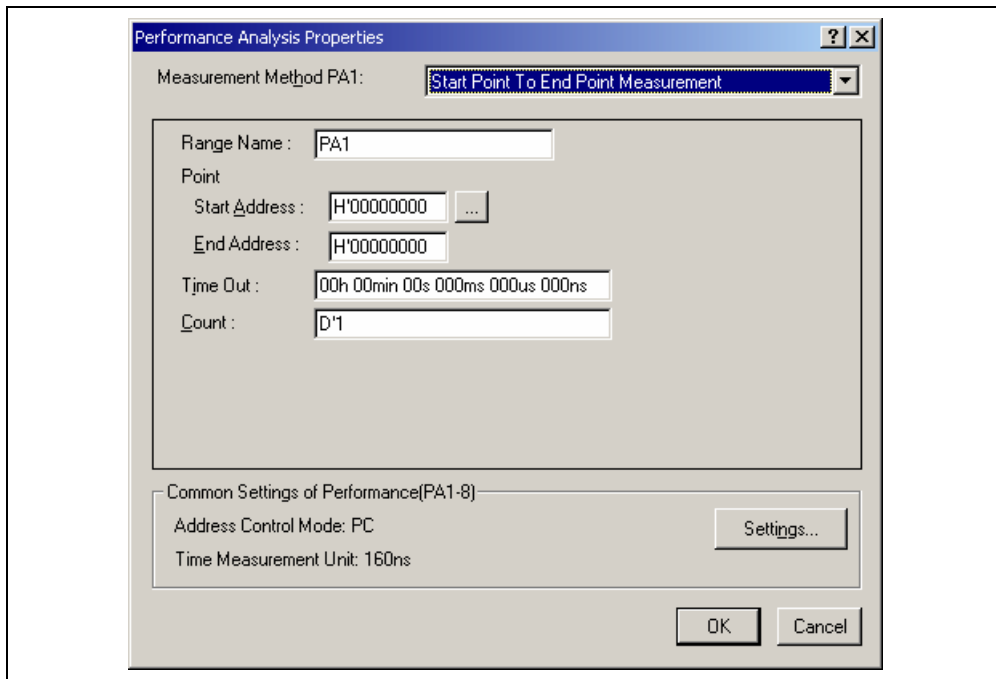 Performance Analysis Properties
Measurement Method PA1: Start Point To End Point Measurement
Range Name : PA1
Point
Start Address : H'00000000 ...
End Address : H'00000000
Time Out : 00h 00min 00s 000ms 000us 000ns
Count : D'1
Common Settings of Performance(PA1-8)
Address Control Mode: PC
Settings...
Time Measurement Unit: 160ns
OK Cancel